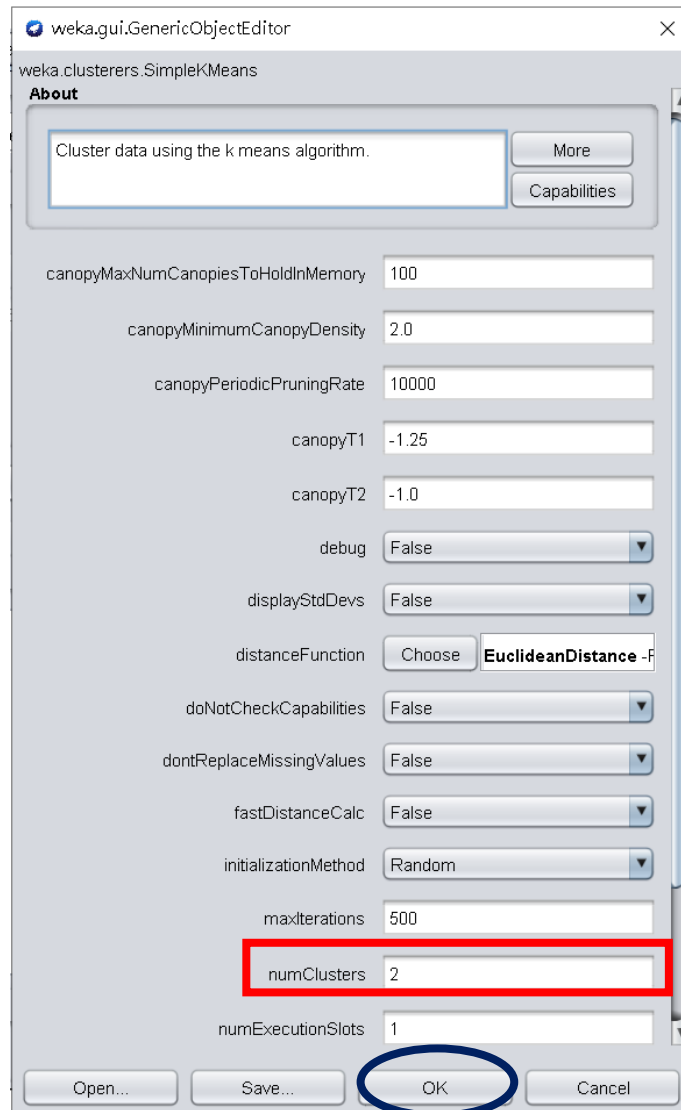 weka.gui.GenericObjectEditor
weka.clusterers.SimpleKMeans
About
Cluster data using the k means algorithm.
More
Capabilities
canopyMaxNumCanopiesToHoldInMemory 100
canopyMinimumCanopyDensity 2.0
canopyPeriodicPruningRate 10000
canopyT1 -1.25
canopyT2 -1.0
debug False
displayStdDevs False
distanceFunction Choose EuclideanDistance -R
doNotCheckCapabilities False
dontReplaceMissingValues False
fastDistanceCalc False
initializationMethod Random
maxIterations 500
numClusters 2
numExecutionSlots 1
Open... Save... OK Cancel